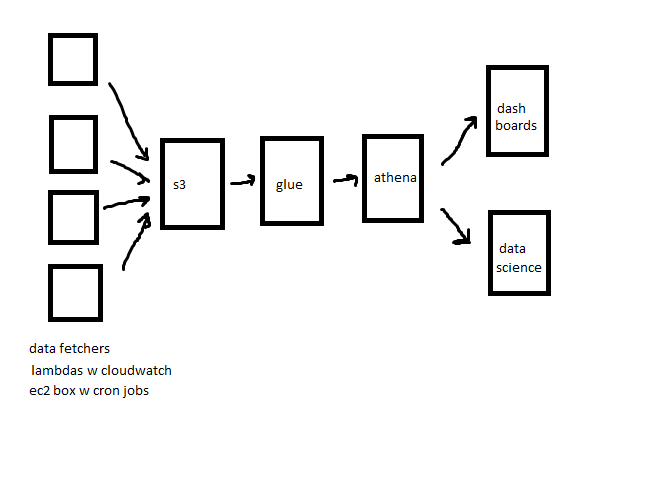 s3
glue
athena
dash
boards
data
science
data fetchers
lambdas w cloudwatch
ec2 box w cron jobs